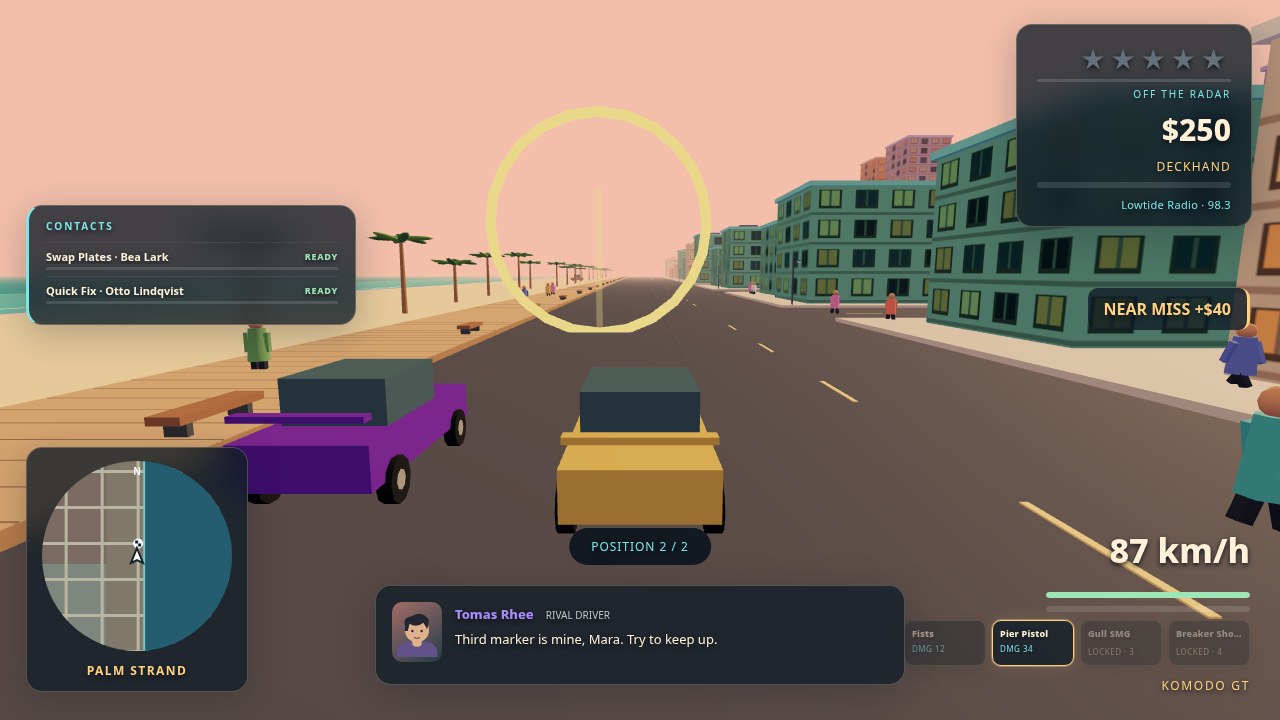 OFF THE RADAR
$250
DECKHAND
Lowtide Radio · 98.3
CONTACTS
Swap Plates · Bea Lark READY
Quick Fix · Otto Lindqvist READY
NEAR MISS +$40
N
PALM STRAND
POSITION 2 / 2
Tomas Rhee RIVAL DRIVER
Third marker is mine, Mara. Try to keep up.
87 km/h
Fists
DMG 12
Pier Pistol
DMG 34
Gull SMG
LOCKED · 3
Breaker Sho...
LOCKED · 4
KOMODO GT